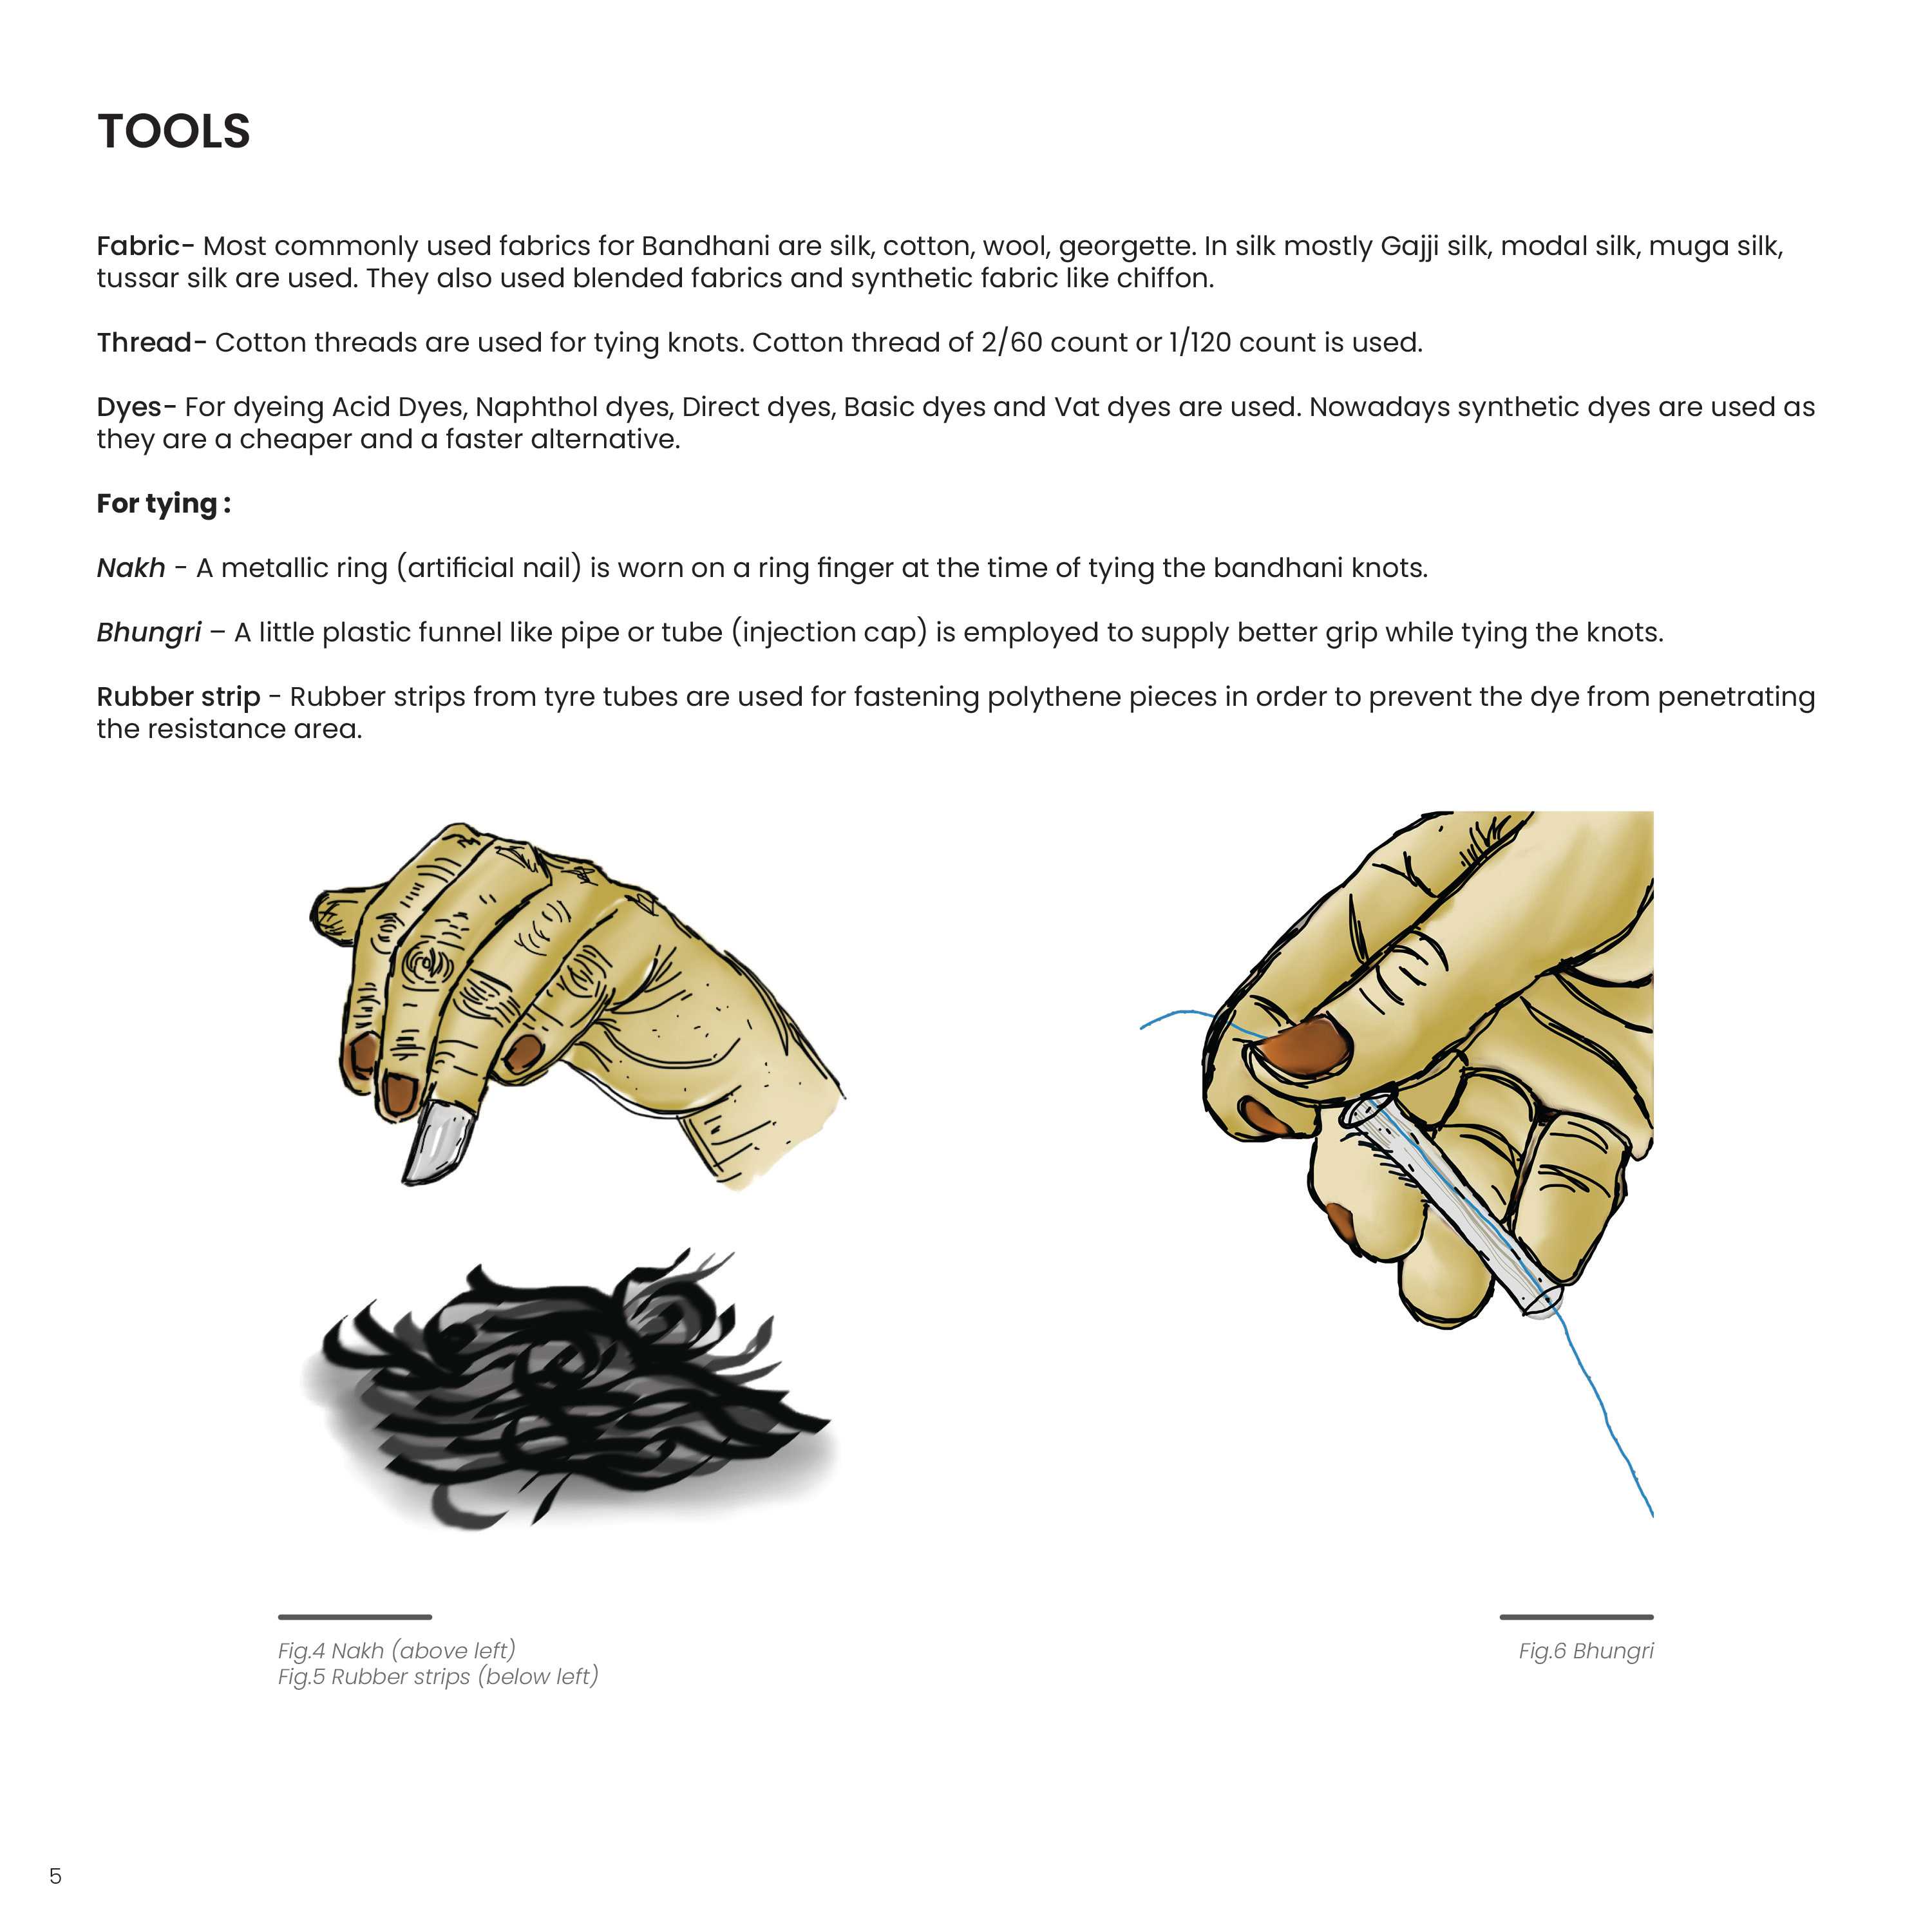 TOOLS
Fabric- Most commonly used fabrics for Bandhani are silk, cotton, wool, georgette. In silk mostly Gajji silk, modal silk, muga silk,
tussar silk are used. They also used blended fabrics and synthetic fabric like chiffon.
Thread- Cotton threads are used for tying knots. Cotton thread of 2/60 count or 1/120 count is used.
Dyes- For dyeing Acid Dyes, Naphthol dyes, Direct dyes, Basic dyes and Vat dyes are used. Nowadays synthetic dyes are used as
they are a cheaper and a faster alternative.
For tying :
Nakh - A metallic ring (artificial nail) is worn on a ring finger at the time of tying the bandhani knots.
Bhungri – A little plastic funnel like pipe or tube (injection cap) is employed to supply better grip while tying the knots.
Rubber strip - Rubber strips from tyre tubes are used for fastening polythene pieces in order to prevent the dye from penetrating
the resistance area.
Fig.4 Nakh (above left)
Fig.5 Rubber strips (below left)
Fig.6 Bhungri
5